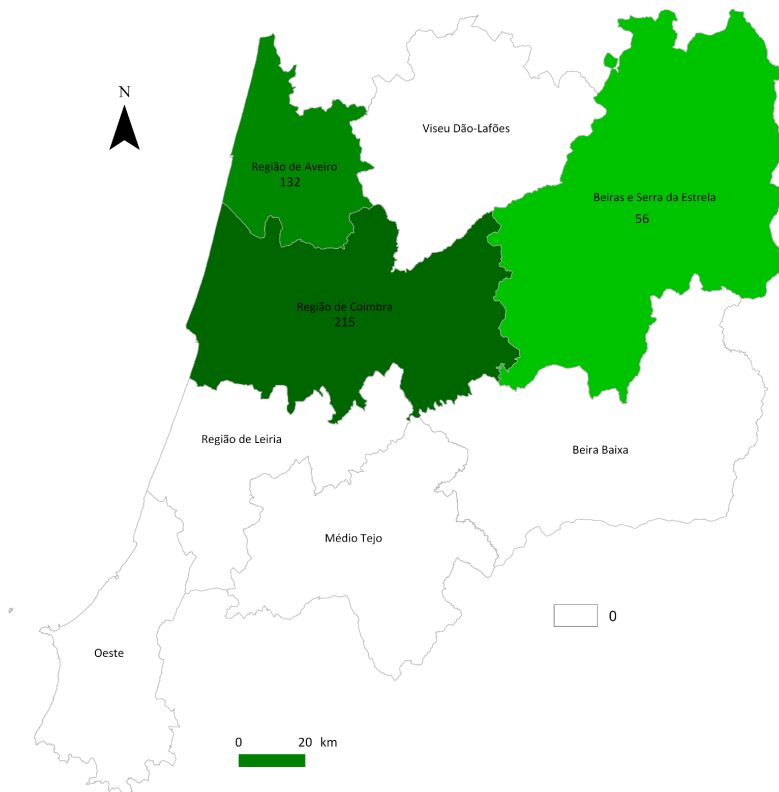 N
Viseu Dão-Lafões
Região de Aveiro
132
Beiras e Serra da Estrela
56
Região de Coimbra
215
Região de Leiria
Beira Baixa
Médio Tejo
0
Oeste
0 20 km